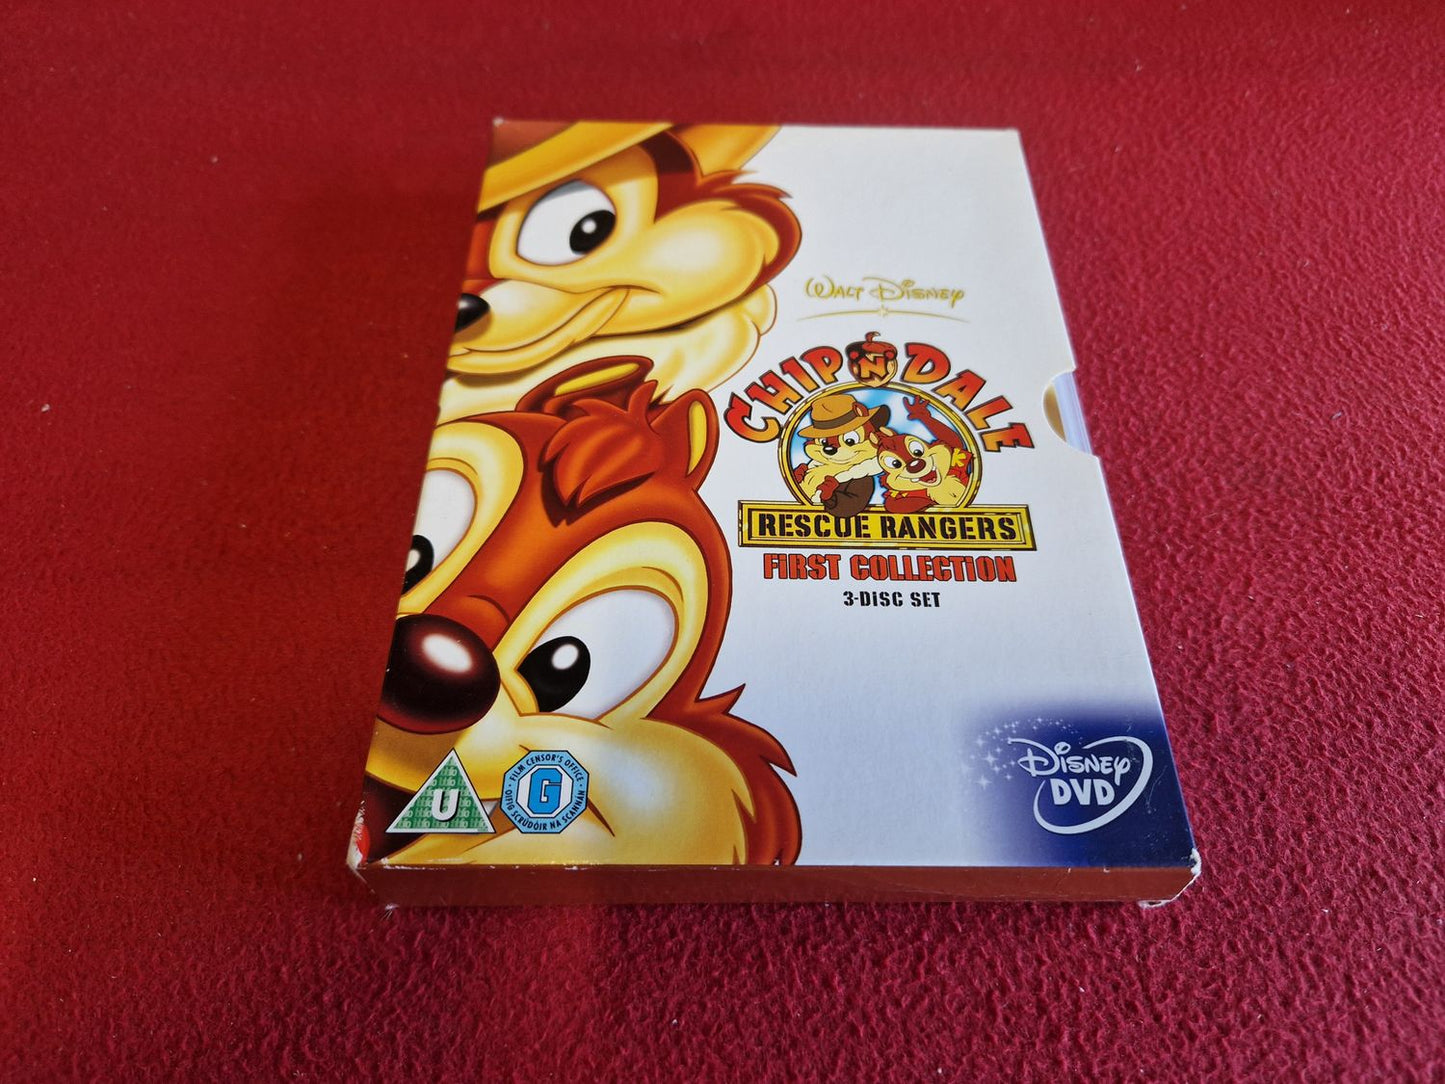 WALT DISNEY
CHIP 'N' DALE
RESCUE RANGERS
FIRST COLLECTION
3-DISC SET
U
FILM CENSOR'S OFFICE
G
OIFIG SCRÚDÓIR NA SCANNÁN
DISNEY
DVD